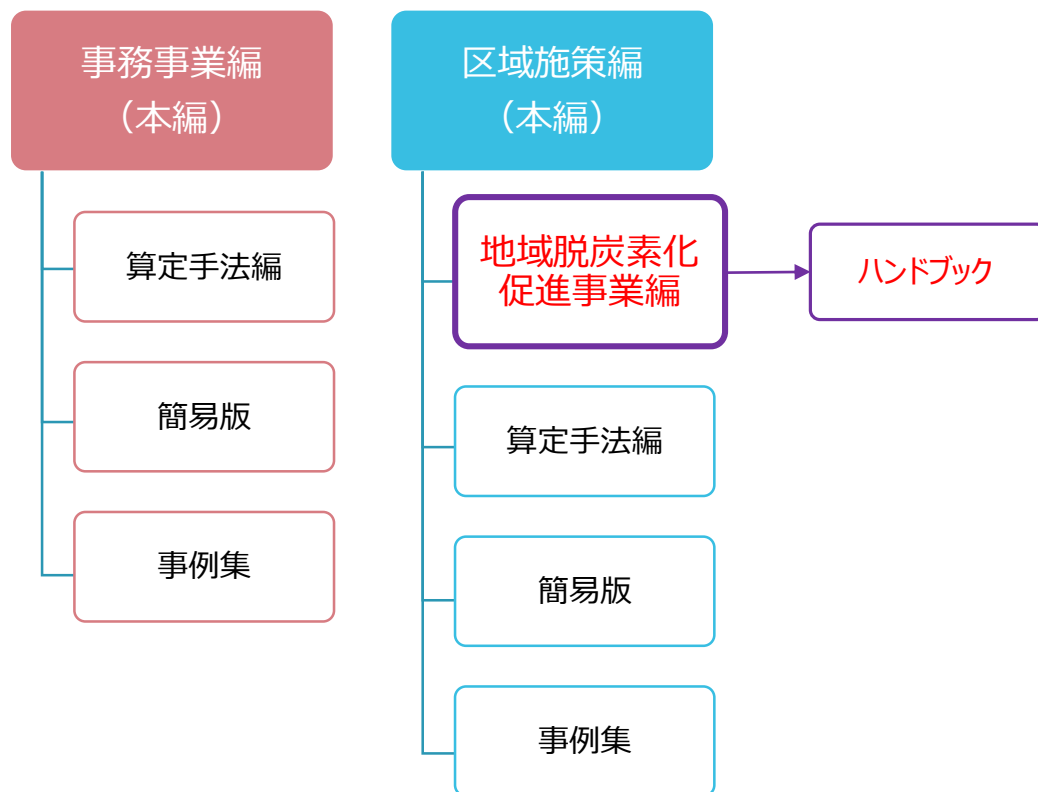 事務事業編
（本編）
算定手法編
簡易版
事例集
区域施策編
（本編）
地域脱炭素化
促進事業編
ハンドブック
算定手法編
簡易版
事例集